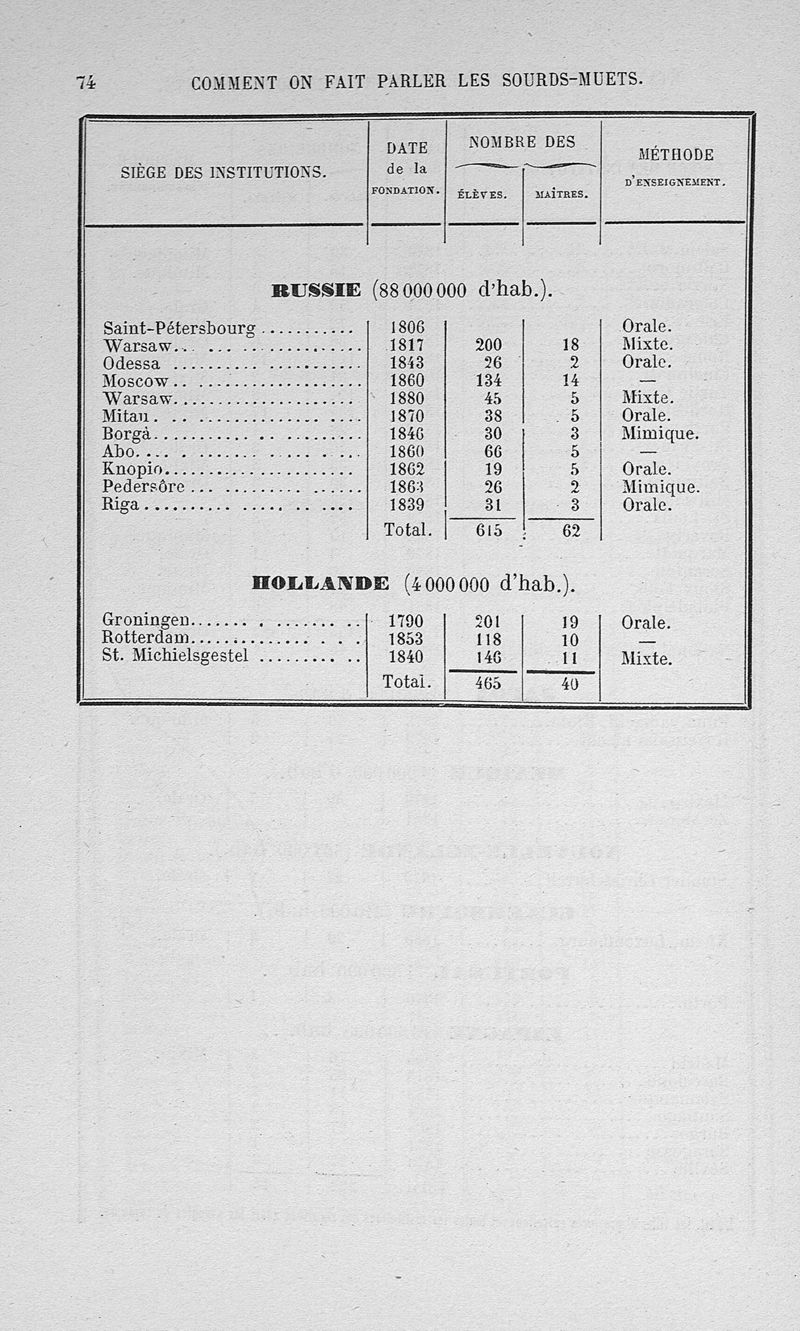 74 COMMENT ON FAIT PARLER LES SOURDS-MUETS.
SIÈGE DES INSTITUTIONS.
DATE
de la
FONDATION.
NOMBRE DES
ÉLÈVES.
MAÎTRES.
MÉTHODE
D'ENSEIGNEMENT.
RUSSIE (88 000 000 d'hab.).
Saint-Pétersbourg ........... 1806 Orale.
Warsaw..................... 1817 200 18 Mixte.
Odessa ..................... 1843 26 2 Orale.
Moscow..................... 1860 134 14 —
Warsaw..................... 1880 45 5 Mixte.
Mitau..................... 1870 38 5 Orale.
Borgà..................... 1846 30 3 Mimique.
Abo..................... 1860 66 5 —
Knopio..................... 1862 19 5 Orale.
Pedersôre ................... 1863 26 2 Mimique.
Riga..................... 1839 31 3 Orale.
Total. 615 62
HOLLANDE (4 000 000 d'hab.).
Groningen................... 1790 201 19 Orale.
Rotterdam................... 1853 118 10 —
St. Michielsgestel ........... 1840 146 11 Mixte.
Total. 465 40